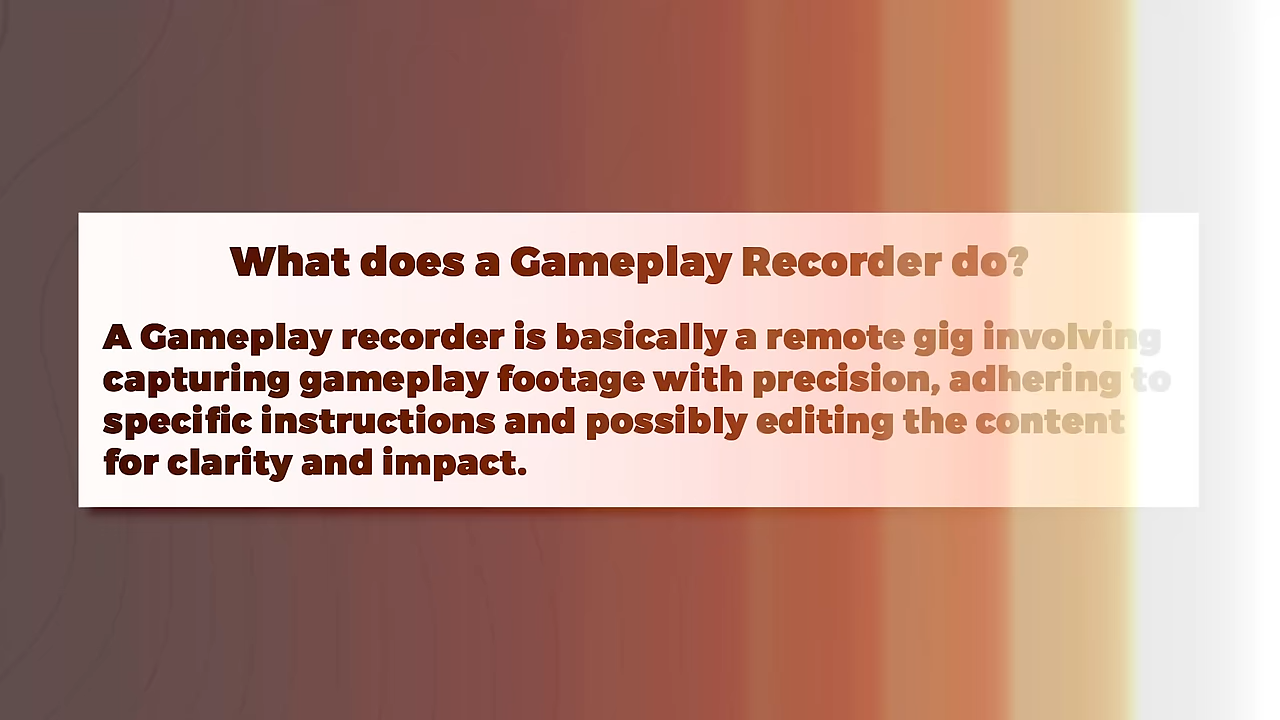 What does a Gameplay Recorder do?
A Gameplay recorder is basically a remote gig involving
capturing gameplay footage with precision, adhering to
specific instructions and possibly editing the content
for clarity and impact.